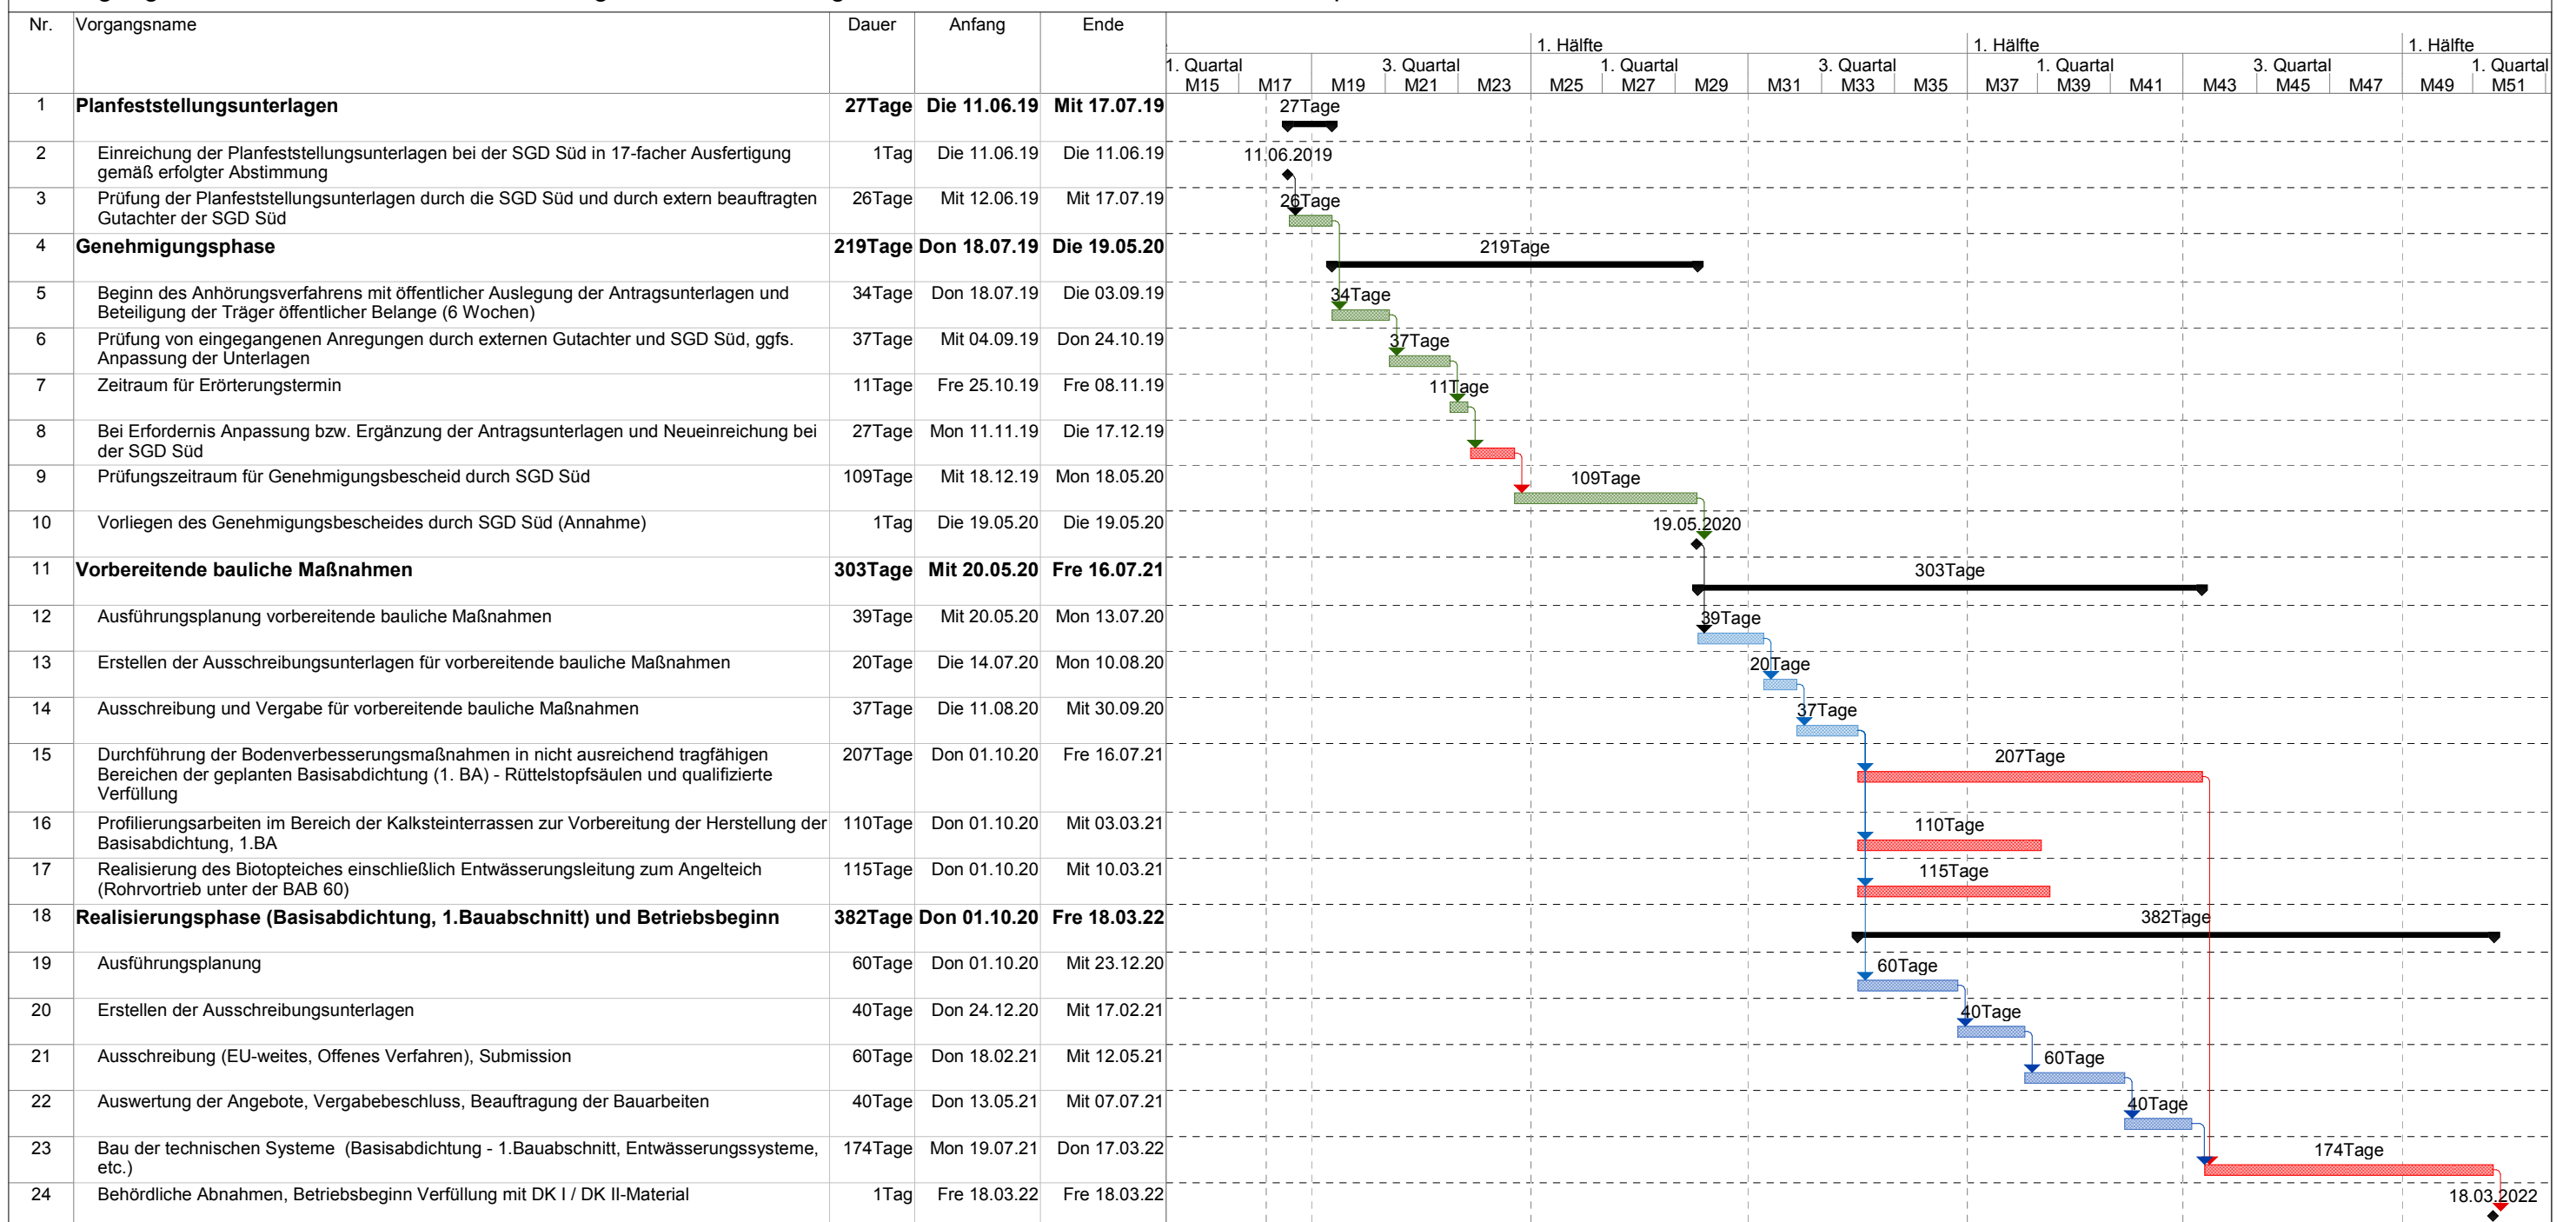 Nr. Vorgangsname Dauer Anfang Ende
1. Hälfte 1. Hälfte 1. Hälfte
1. Quartal 3. Quartal 1. Quartal 3. Quartal 1. Quartal 3. Quartal 1. Quartal
M15 M17 M19 M21 M23 M25 M27 M29 M31 M33 M35 M37 M39 M41 M43 M45 M47 M49 M51
1 Planfeststellungsunterlagen 27Tage Die 11.06.19 Mit 17.07.19 27Tage
2 Einreichung der Planfeststellungsunterlagen bei der SGD Süd in 17-facher Ausfertigung 1Tag Die 11.06.19 Die 11.06.19 11.06.2019
gemäß erfolgter Abstimmung
3 Prüfung der Planfeststellungsunterlagen durch die SGD Süd und durch extern beauftragten 26Tage Mit 12.06.19 Mit 17.07.19 26Tage
Gutachter der SGD Süd
4 Genehmigungsphase 219Tage Don 18.07.19 Die 19.05.20 219Tage
5 Beginn des Anhörungsverfahrens mit öffentlicher Auslegung der Antragsunterlagen und 34Tage Don 18.07.19 Die 03.09.19 34Tage
Beteiligung der Träger öffentlicher Belange (6 Wochen)
6 Prüfung von eingegangenen Anregungen durch externen Gutachter und SGD Süd, ggfs. 37Tage Mit 04.09.19 Don 24.10.19 37Tage
Anpassung der Unterlagen
7 Zeitraum für Erörterungstermin 11Tage Fre 25.10.19 Fre 08.11.19 11Tage
8 Bei Erfordernis Anpassung bzw. Ergänzung der Antragsunterlagen und Neueinreichung bei 27Tage Mon 11.11.19 Die 17.12.19
der SGD Süd
9 Prüfungszeitraum für Genehmigungsbescheid durch SGD Süd 109Tage Mit 18.12.19 Mon 18.05.20 109Tage
10 Vorliegen des Genehmigungsbescheides durch SGD Süd (Annahme) 1Tag Die 19.05.20 Die 19.05.20 19.05.2020
11 Vorbereitende bauliche Maßnahmen 303Tage Mit 20.05.20 Fre 16.07.21 303Tage
12 Ausführungsplanung vorbereitende bauliche Maßnahmen 39Tage Mit 20.05.20 Mon 13.07.20 39Tage
13 Erstellen der Ausschreibungsunterlagen für vorbereitende bauliche Maßnahmen 20Tage Die 14.07.20 Mon 10.08.20 20Tage
14 Ausschreibung und Vergabe für vorbereitende bauliche Maßnahmen 37Tage Die 11.08.20 Mit 30.09.20 37Tage
15 Durchführung der Bodenverbesserungsmaßnahmen in nicht ausreichend tragfähigen 207Tage Don 01.10.20 Fre 16.07.21 207Tage
Bereichen der geplanten Basisabdichtung (1. BA) - Rüttelstopfsäulen und qualifizierte
Verfüllung
16 Profilierungsarbeiten im Bereich der Kalksteinterrassen zur Vorbereitung der Herstellung der 110Tage Don 01.10.20 Mit 03.03.21 110Tage
Basisabdichtung, 1.BA
17 Realisierung des Biotopteiches einschließlich Entwässerungsleitung zum Angelteich 115Tage Don 01.10.20 Mit 10.03.21 115Tage
(Rohrvortrieb unter der BAB 60)
18 Realisierungsphase (Basisabdichtung, 1.Bauabschnitt) und Betriebsbeginn 382Tage Don 01.10.20 Fre 18.03.22 382Tage
19 Ausführungsplanung 60Tage Don 01.10.20 Mit 23.12.20 60Tage
20 Erstellen der Ausschreibungsunterlagen 40Tage Don 24.12.20 Mit 17.02.21 40Tage
21 Ausschreibung (EU-weites, Offenes Verfahren), Submission 60Tage Don 18.02.21 Mit 12.05.21 60Tage
22 Auswertung der Angebote, Vergabebeschluss, Beauftragung der Bauarbeiten 40Tage Don 13.05.21 Mit 07.07.21 40Tage
23 Bau der technischen Systeme (Basisabdichtung - 1.Bauabschnitt, Entwässerungssysteme, 174Tage Mon 19.07.21 Don 17.03.22 174Tage
etc.)
24 Behördliche Abnahmen, Betriebsbeginn Verfüllung mit DK I / DK II-Material 1Tag Fre 18.03.22 Fre 18.03.22 18.03.2022